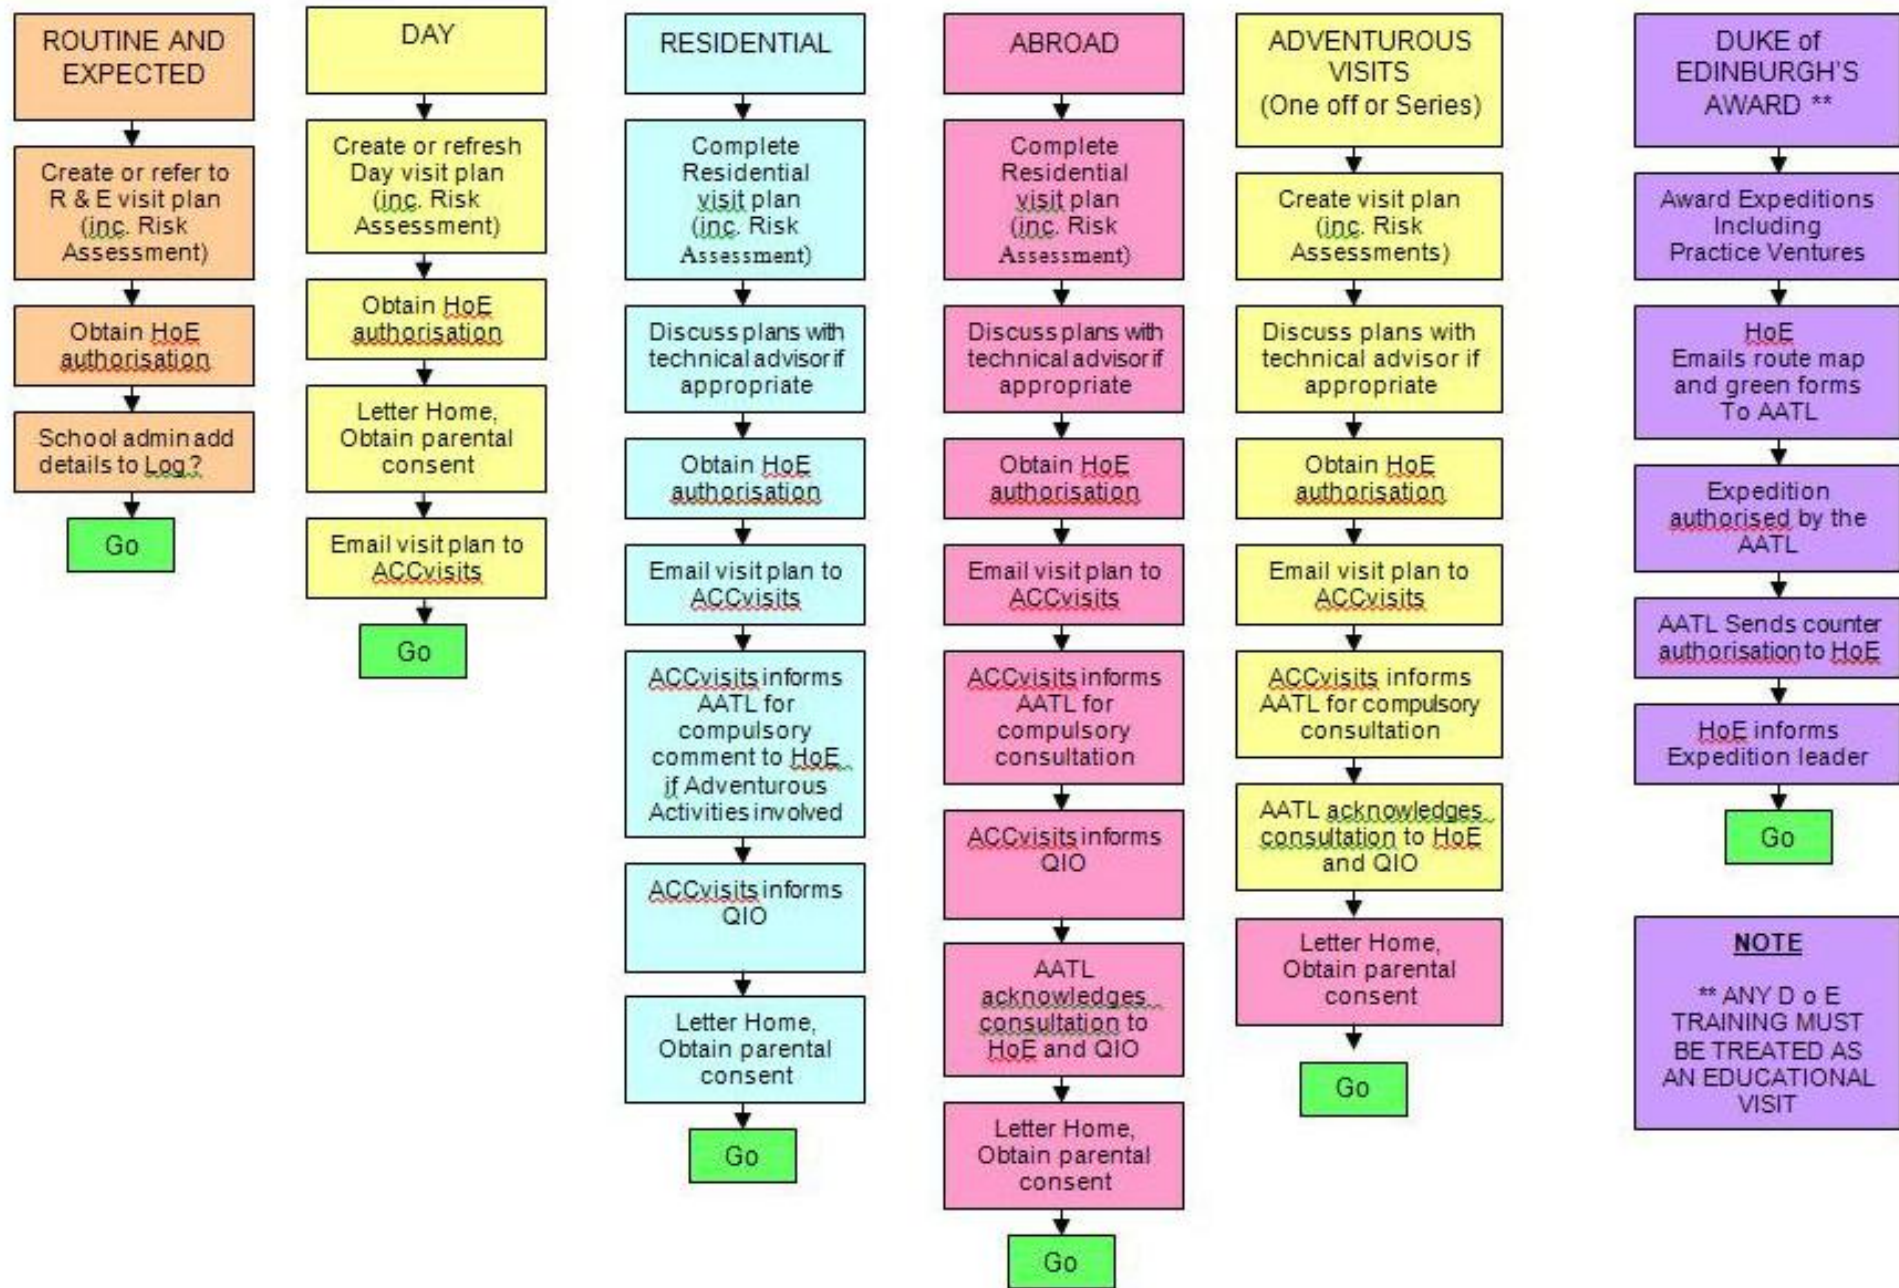 ROUTINE AND
EXPECTED
Create or refer to
R & E visit plan
(inc. Risk
Assessment)
Obtain HoE
authorisation
School admin add
details to Log?
Go
DAY
Create or refresh
Day visit plan
(inc. Risk
Assessment)
Obtain HoE
authorisation
Letter Home,
Obtain parental
consent
Email visit plan to
ACCvisits
Go
RESIDENTIAL
Complete
Residential
visit plan
(inc. Risk
Assessment)
Discuss plans with
technical advisor if
appropriate
Obtain HoE
authorisation
Email visit plan to
ACCvisits
ACCvisits informs
AATL for
compulsory
comment to HoE
if Adventurous
Activities involved
ACCvisits informs
QIO
Letter Home,
Obtain parental
consent
Go
ABROAD
Complete
Residential
visit plan
(inc. Risk
Assessment)
Discuss plans with
technical advisor if
appropriate
Obtain HoE
authorisation
Email visit plan to
ACCvisits
ACCvisits informs
AATL for
compulsory
consultation
ACCvisits informs
QIO
AATL
acknowledges
consultation to
HoE and QIO
Letter Home,
Obtain parental
consent
Go
ADVENTUROUS
VISITS
(One off or Series)
Create visit plan
(inc. Risk
Assessments)
Discuss plans with
technical advisor if
appropriate
Obtain HoE
authorisation
Email visit plan to
ACCvisits
ACCvisits informs
AATL for compulsory
consultation
AATL acknowledges
consultation to HoE
and QIO
Letter Home,
Obtain parental
consent
Go
DUKE of
EDINBURGH'S
AWARD **
Award Expeditions
Including
Practice Ventures
HoE
Emails route map
and green forms
To AATL
Expedition
authorised by the
AATL
AATL Sends counter
authorisation to HoE
HoE informs
Expedition leader
Go
NOTE
** ANY D o E
TRAINING MUST
BE TREATED AS
AN EDUCATIONAL
VISIT